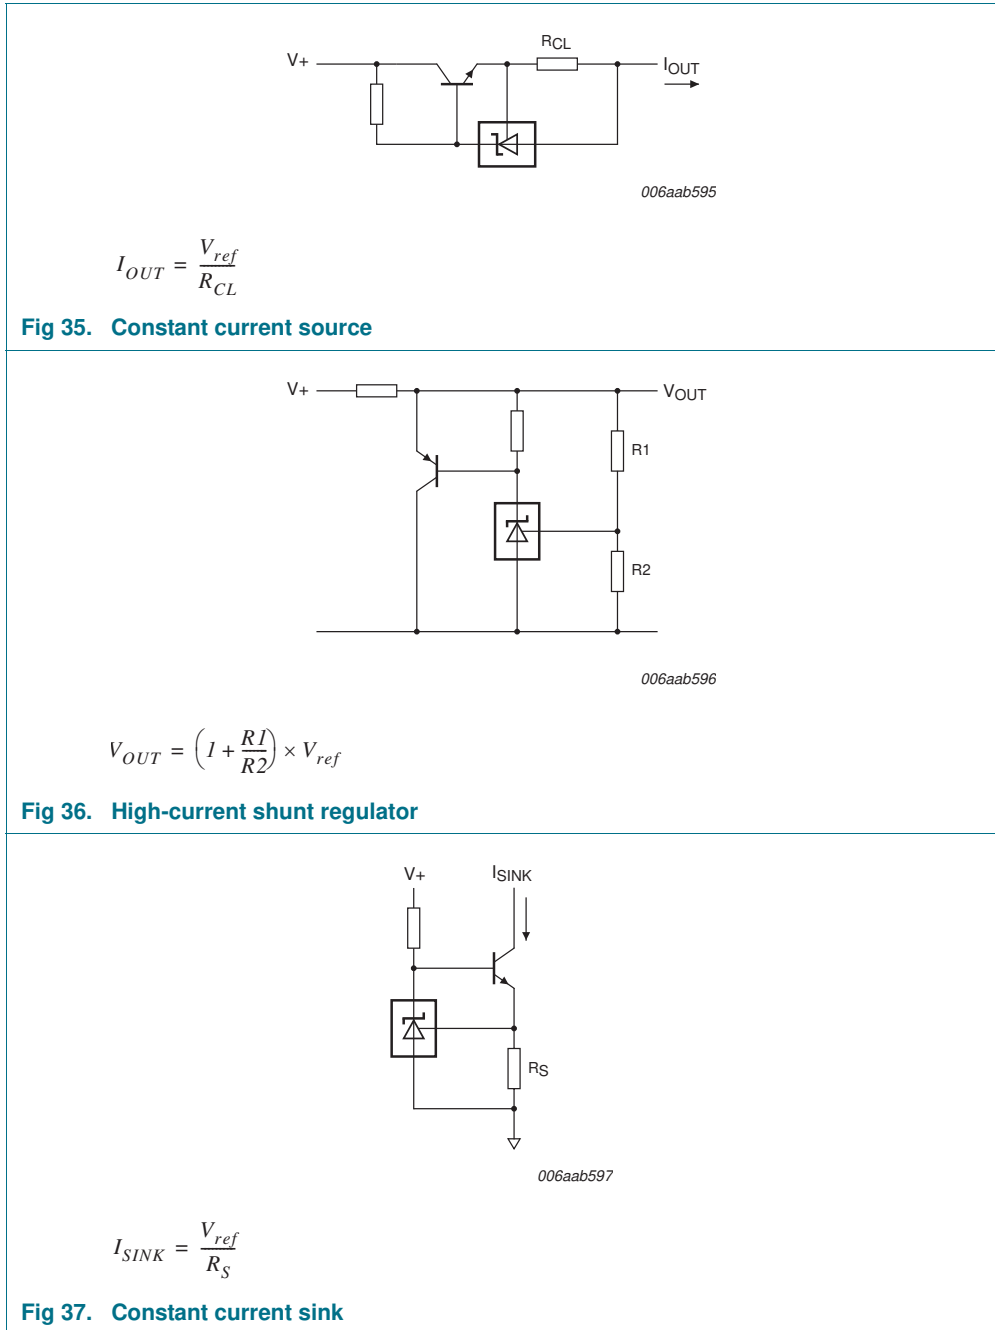 V+ RCL IOUT
006aab595
IOUT = Vref / RCL
Fig 35. Constant current source
V+ VOUT
R1
R2
006aab596
VOUT = (1 + R1/R2) × Vref
Fig 36. High-current shunt regulator
V+ ISINK
RS
006aab597
ISINK = Vref / RS
Fig 37. Constant current sink